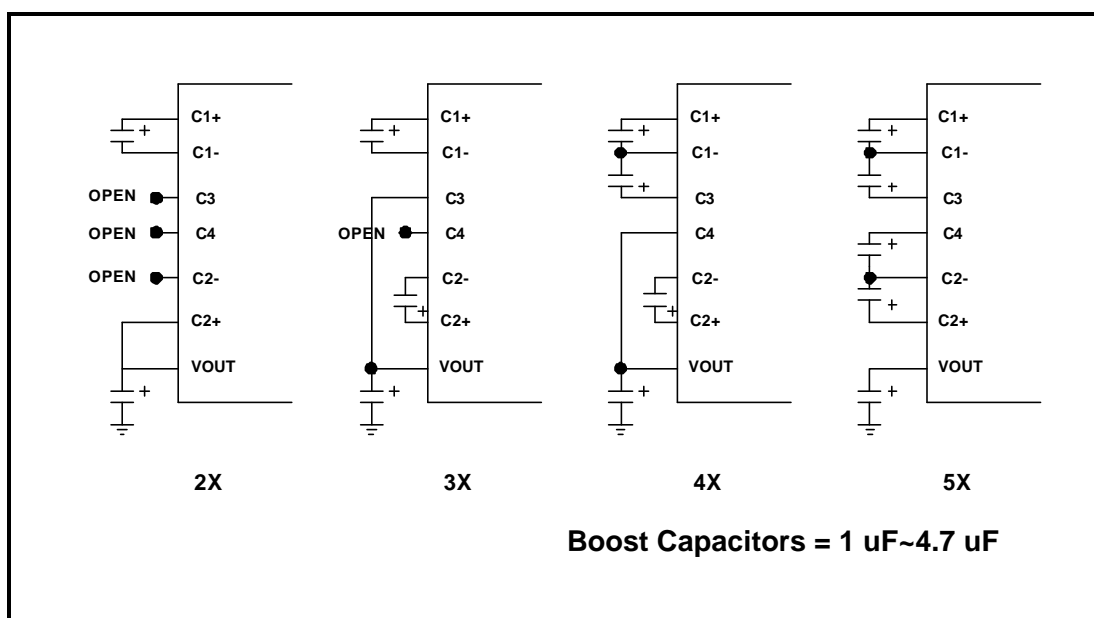 C1+
+
C1-
OPEN
C3
OPEN
C4
OPEN
C2-
C2+
VOUT
+
2X
C1+
+
C1-
C3
OPEN
C4
C2-
+
C2+
VOUT
+
3X
C1+
+
C1-
+
C3
C4
C2-
+
C2+
VOUT
+
4X
C1+
+
C1-
+
C3
C4
+
C2-
+
C2+
VOUT
+
5X
Boost Capacitors = 1 uF~4.7 uF